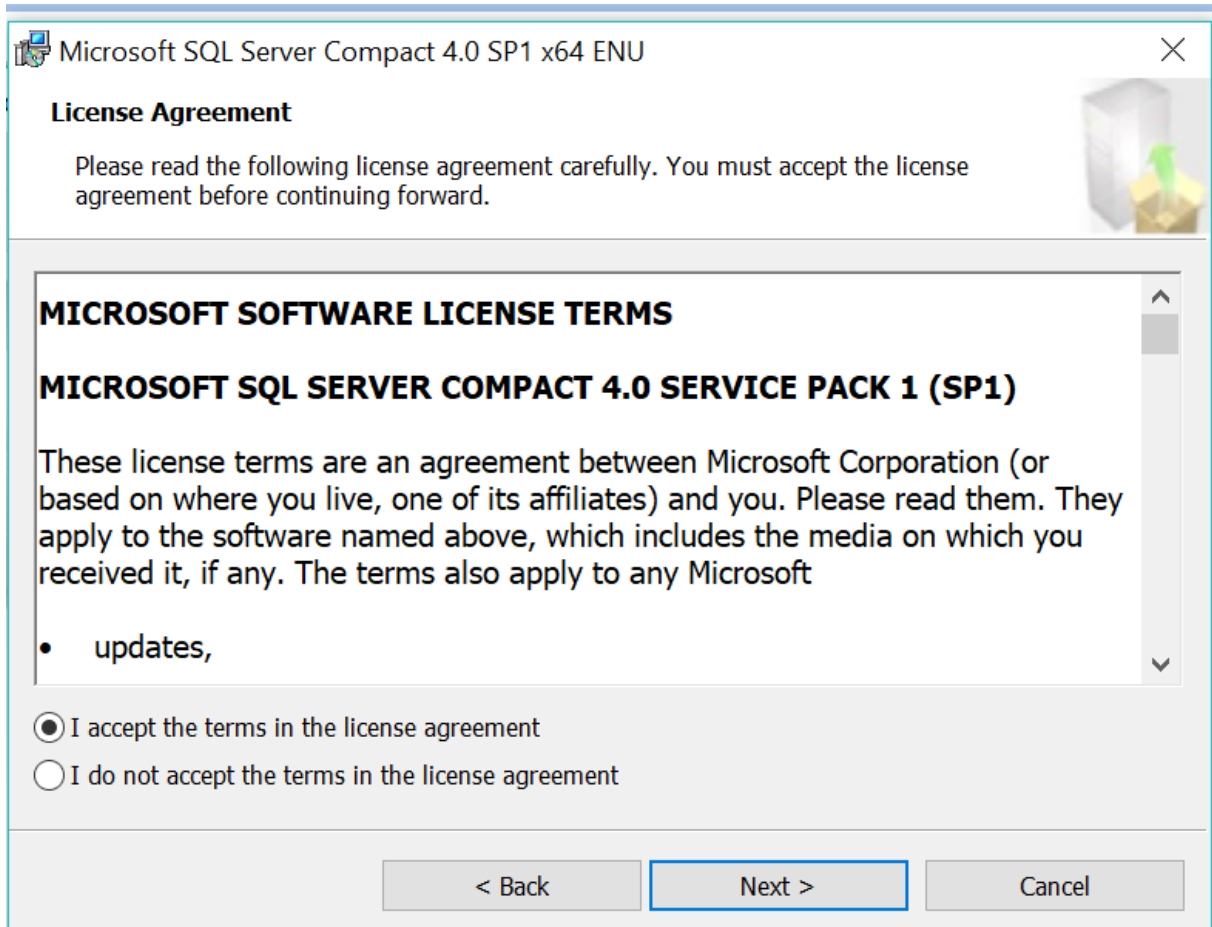 Microsoft SQL Server Compact 4.0 SP1 x64 ENU
License Agreement
Please read the following license agreement carefully. You must accept the license
agreement before continuing forward.
MICROSOFT SOFTWARE LICENSE TERMS
MICROSOFT SQL SERVER COMPACT 4.0 SERVICE PACK 1 (SP1)
These license terms are an agreement between Microsoft Corporation (or
based on where you live, one of its affiliates) and you. Please read them. They
apply to the software named above, which includes the media on which you
received it, if any. The terms also apply to any Microsoft
• updates,
I accept the terms in the license agreement
I do not accept the terms in the license agreement
< Back Next > Cancel